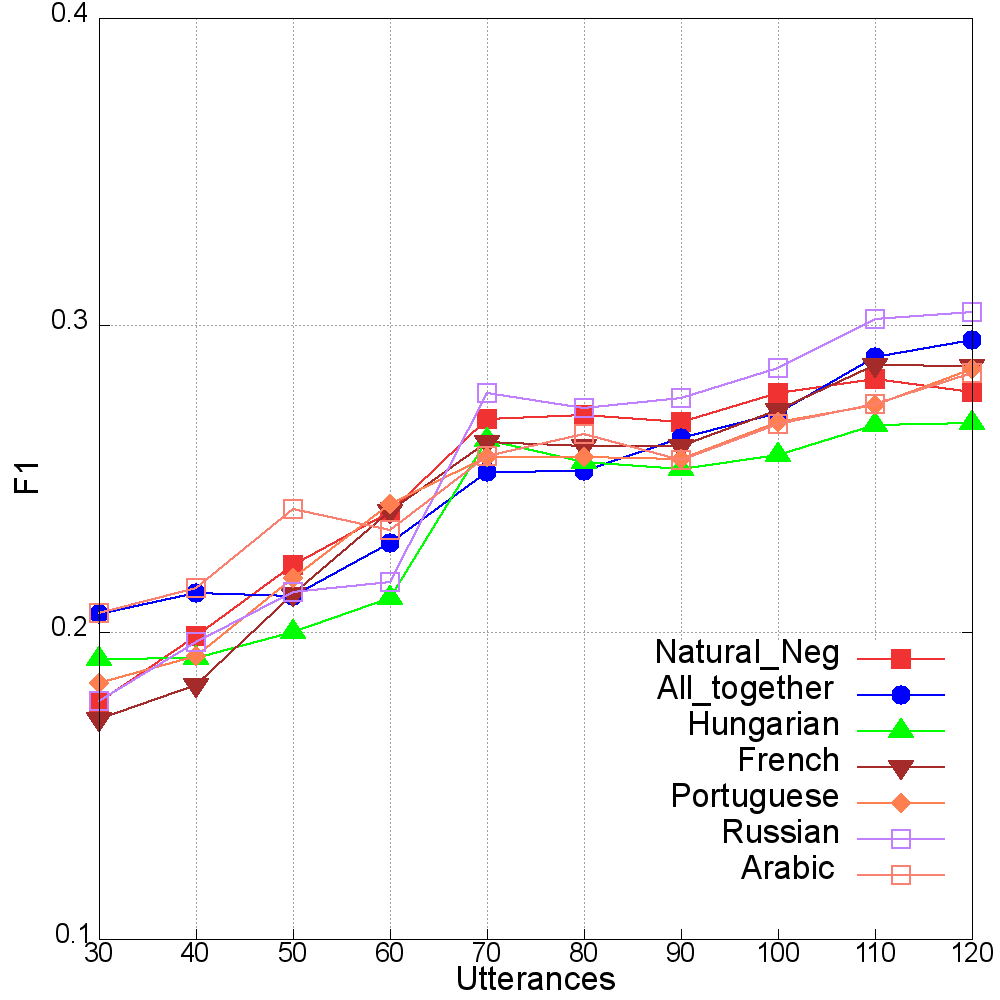 0.4
0.3
0.2
0.1
F1
Natural_Neg
All_together
Hungarian
French
Portuguese
Russian
Arabic
30 40 50 60 70 80 90 100 110 120
Utterances